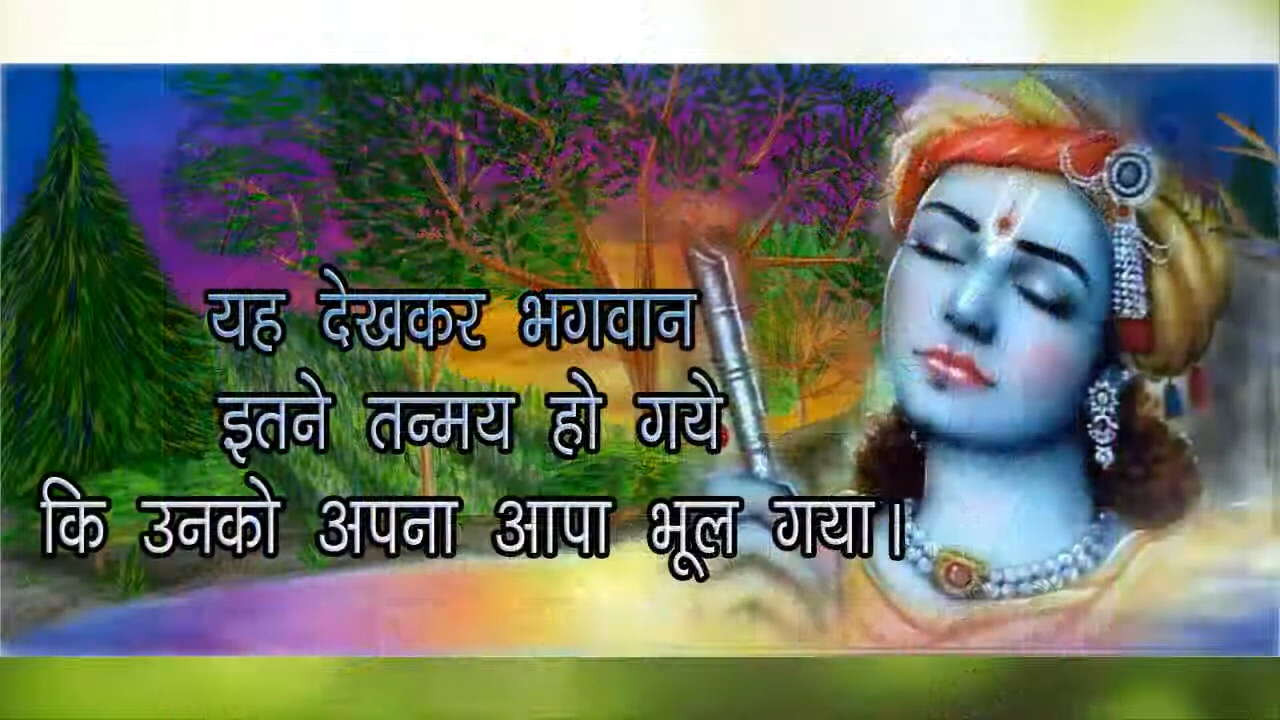 यह देखकर भगवान
इतने तन्मय हो गये
कि उनको अपना आपा भूल गया।